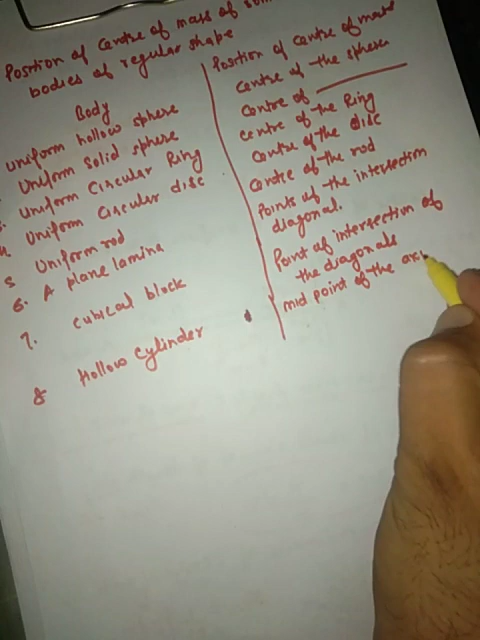 Position of Centre of mass of som
bodies of regular shape
Body
Uniform hollow sphere
Uniform Solid sphere
Uniform Circular Ring
Uniform Circular disc
5 Uniform rod
6. A plane lamina
7. Cubical block
8 Hollow Cylinder
Position of centre of mass
Centre of the sphere
Centre of
Centre of the Ring
Centre of the disc
Centre of the rod
Points of the intersection
diagonal.
Point of intersection of
the diagonals
mid point of the ax